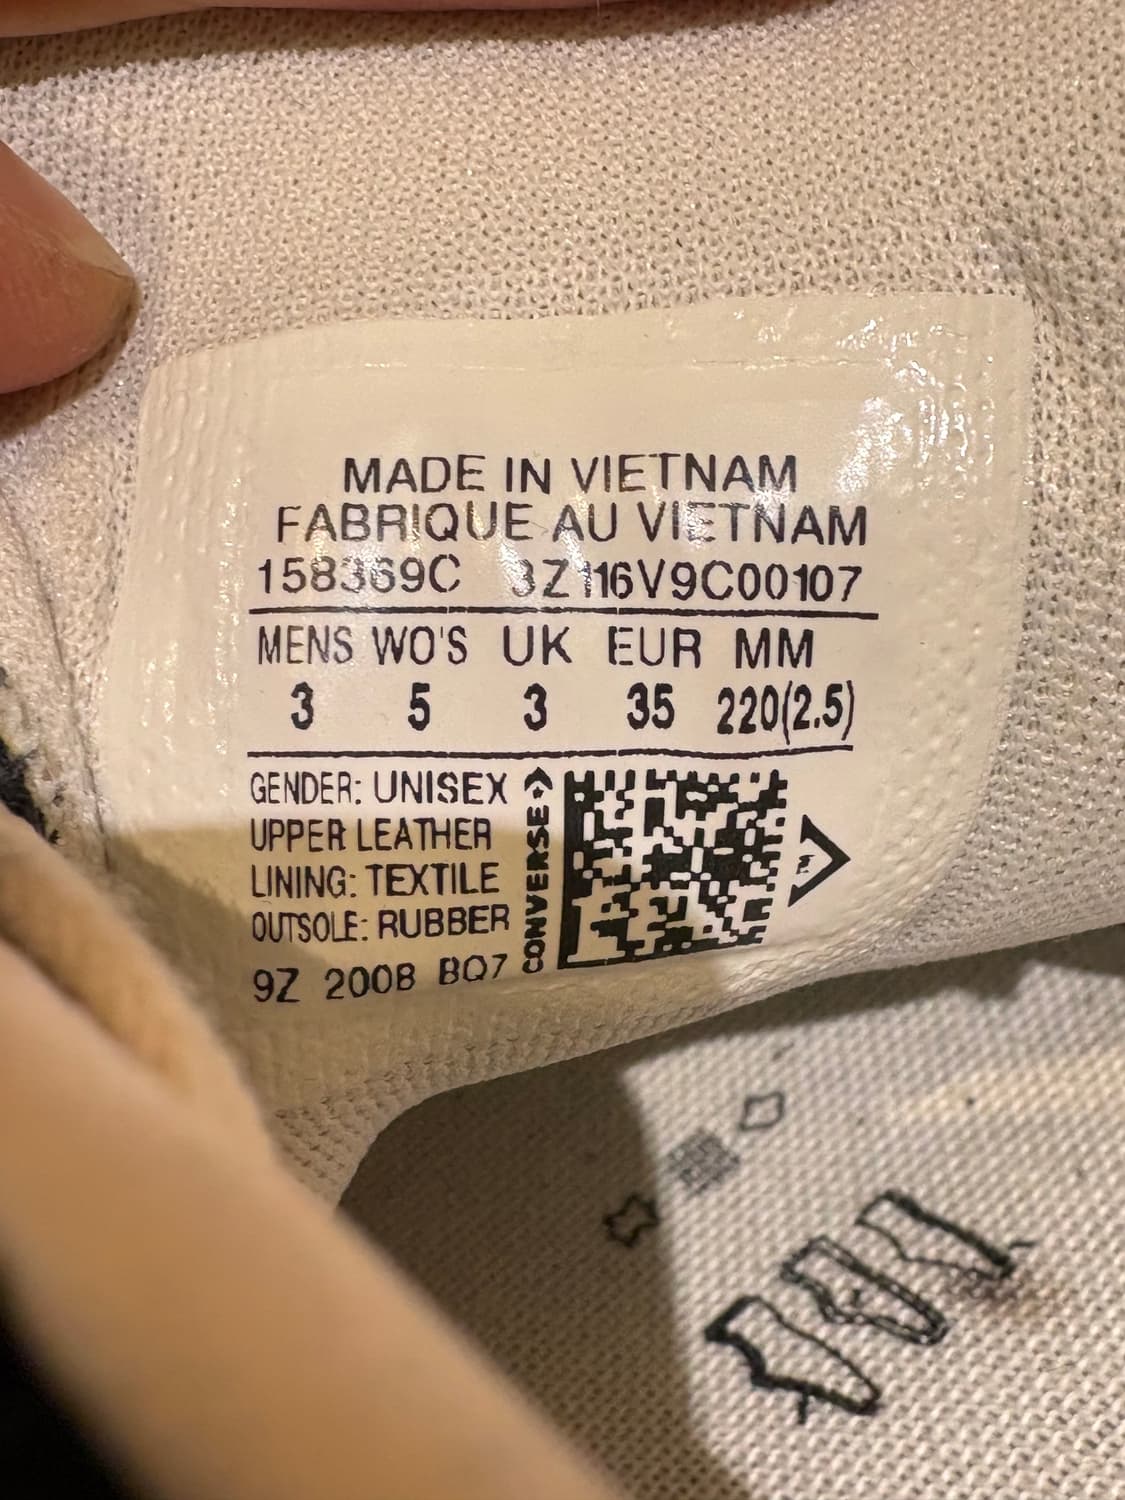 MADE IN VIETNAM
FABRIQUE AU VIETNAM
158369C 3Z116V9C00107
MENS WO'S UK EUR MM
3 5 3 35 220(2.5)
GENDER: UNISEX
UPPER LEATHER
LINING: TEXTILE
OUTSOLE: RUBBER
9Z 2008 BQ7
CONVERSE